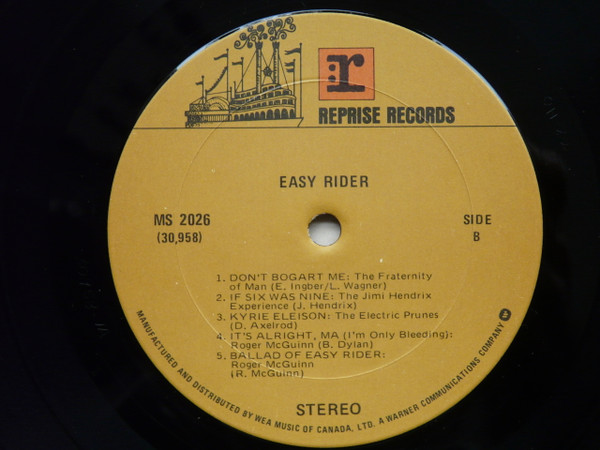 :r
REPRISE RECORDS
EASY RIDER
MS 2026
(30,958)
SIDE
B
1. DON'T BOGART ME: The Fraternity
of Man (E. Ingber/L. Wagner)
2. IF SIX WAS NINE: The Jimi Hendrix
Experience (J. Hendrix)
3. KYRIE ELEISON: The Electric Prunes
(D. Axelrod)
4. IT'S ALRIGHT, MA (I'm Only Bleeding):
Roger McGuinn (B. Dylan)
5. BALLAD OF EASY RIDER:
Roger McGuinn
(R. McGuinn)
STEREO
MANUFACTURED AND DISTRIBUTED BY WEA MUSIC OF CANADA, LTD. A WARNER COMMUNICATIONS COMPANY